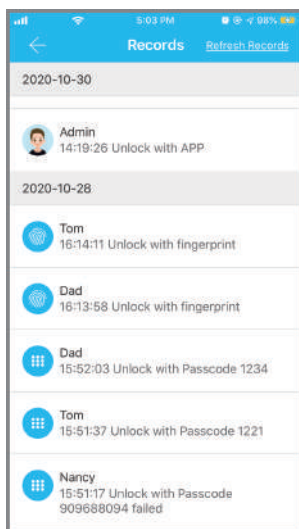 5:03 PM 98%
Records Refresh Records
2020-10-30
Admin
14:19:26 Unlock with APP
2020-10-28
Tom
16:14:11 Unlock with fingerprint
Dad
16:13:58 Unlock with fingerprint
Dad
15:52:03 Unlock with Passcode 1234
Tom
15:51:37 Unlock with Passcode 1221
Nancy
15:51:17 Unlock with Passcode
909688094 failed